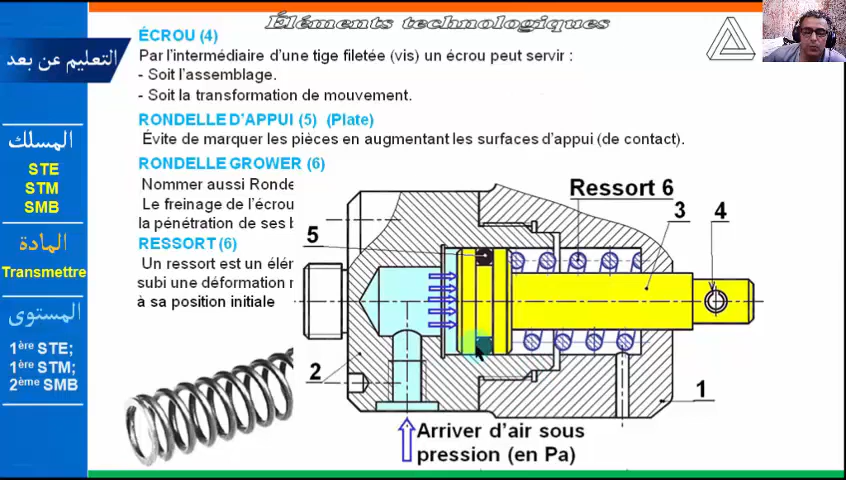 Éléments technologiques
التعليم عن بعد
المسلك
STE
STM
SMB
المادة
Transmettre
المستوى
1ère STE;
1ère STM;
2ème SMB
ÉCROU (4)
Par l'intermédiaire d'une tige filetée (vis) un écrou peut servir :
- Soit l'assemblage.
- Soit la transformation de mouvement.
RONDELLE D'APPUI (5) (Plate)
Évite de marquer les pièces en augmentant les surfaces d'appui (de contact).
RONDELLE GROWER (6)
Nommer aussi Ronde
Le freinage de l'écrou
la pénétration de ses
RESSORT (6)
Un ressort est un
subi une déformation
à sa position initiale
Ressort 6
3
4
5
2
1
Arriver d'air sous
pression (en Pa)